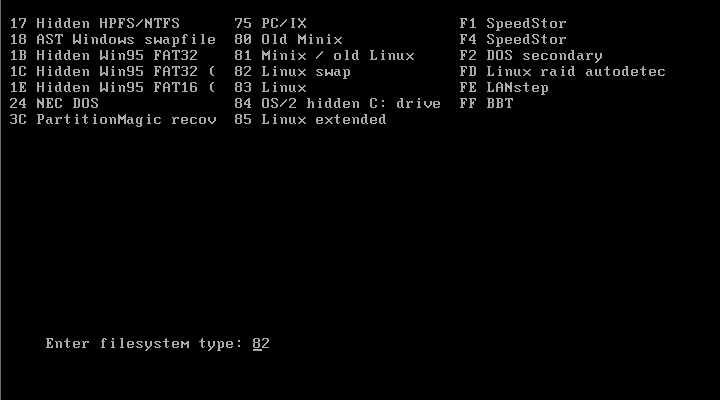 17 Hidden HPFS/NTFS 75 PC/IX F1 SpeedStor
18 AST Windows swapfile 80 Old Minix F4 SpeedStor
1B Hidden Win95 FAT32 81 Minix / old Linux F2 DOS secondary
1C Hidden Win95 FAT32 ( 82 Linux swap FD Linux raid autodetec
1E Hidden Win95 FAT16 ( 83 Linux FE LANstep
24 NEC DOS 84 OS/2 hidden C: drive FF BBT
3C PartitionMagic recov 85 Linux extended
Enter filesystem type: 82